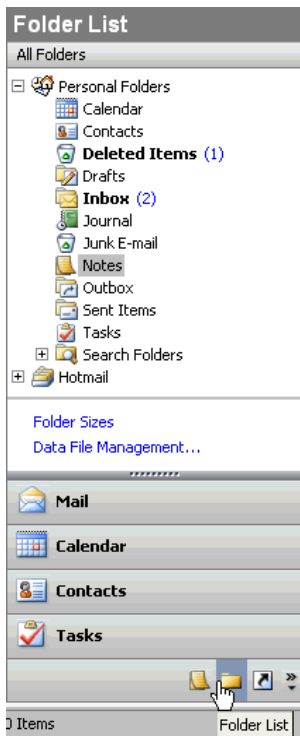 Folder List
All Folders
Personal Folders
Calendar
Contacts
Deleted Items (1)
Drafts
Inbox (2)
Journal
Junk E-mail
Notes
Outbox
Sent Items
Tasks
Search Folders
Hotmail
Folder Sizes
Data File Management...
Mail
Calendar
Contacts
Tasks
0 Items
Folder List